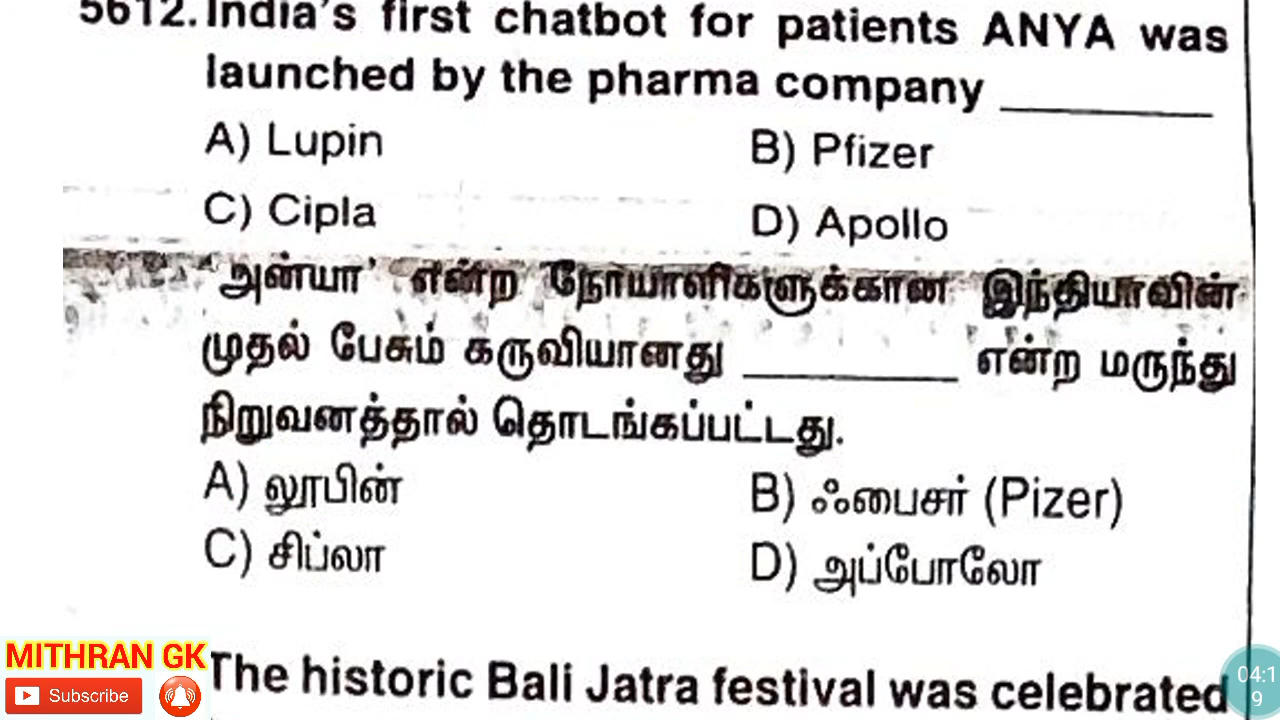 5612. India's first chatbot for patients ANYA was
launched by the pharma company ________
A) Lupin B) Pfizer
C) Cipla D) Apollo
'அன்யா' என்ற நோயாளிகளுக்கான இந்தியாவின்
முதல் பேசும் கருவியானது ________ என்ற மருந்து
நிறுவனத்தால் தொடங்கப்பட்டது.
A) லூபின் B) ஃபைசர் (Pizer)
C) சிப்லா D) அப்போலோ
MITHRAN GK
Subscribe
The historic Bali Jatra festival was celebrated
04:1
9